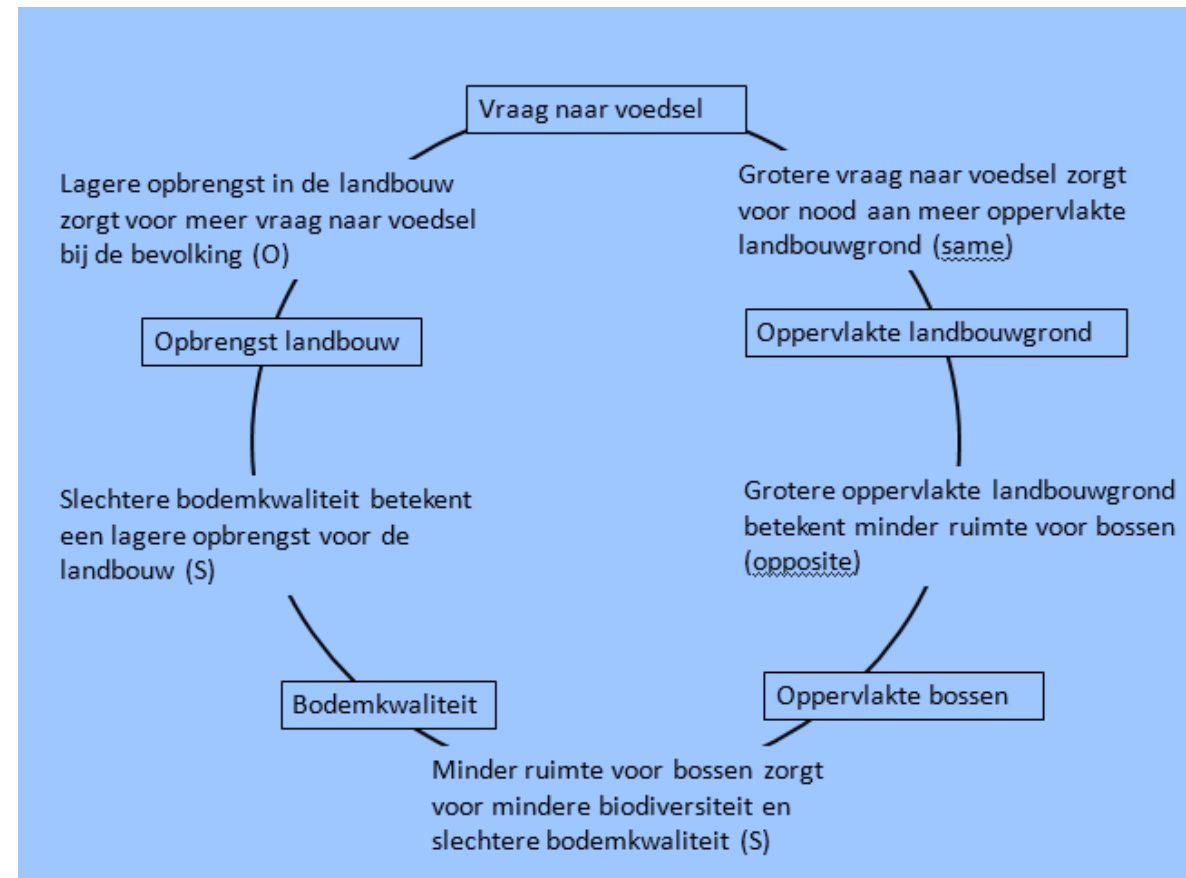 Vraag naar voedsel
Grotere vraag naar voedsel zorgt
voor nood aan meer oppervlakte
landbouwgrond (same)
Oppervlakte landbouwgrond
Grotere oppervlakte landbouwgrond
betekent minder ruimte voor bossen
(opposite)
Oppervlakte bossen
Minder ruimte voor bossen zorgt
voor mindere biodiversiteit en
slechtere bodemkwaliteit (S)
Bodemkwaliteit
Slechtere bodemkwaliteit betekent
een lagere opbrengst voor de
landbouw (S)
Opbrengst landbouw
Lagere opbrengst in de landbouw
zorgt voor meer vraag naar voedsel
bij de bevolking (O)